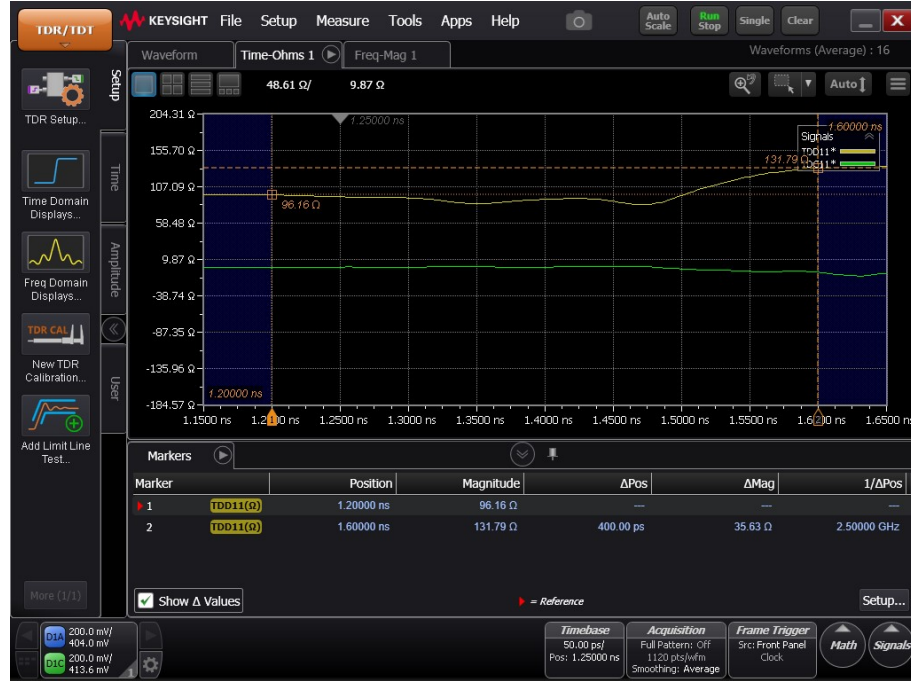 TDR/TDT
KEYSIGHT File Setup Measure Tools Apps Help
Auto Scale
Run Stop
Single
Clear
X
Waveform
Time-Ohms 1
Freq-Mag 1
Waveforms (Average) : 16
48.61 Ω/ 9.87 Ω
Auto
TDR Setup...
Time Domain
Displays...
Freq Domain
Displays...
TDR CAL
New TDR
Calibration...
Add Limit Line
Test...
More (1/1)
Setup
Time
Amplitude
User
204.31 Ω
155.70 Ω
107.09 Ω
58.48 Ω
9.87 Ω
-38.74 Ω
-87.35 Ω
-135.96 Ω
-184.57 Ω
1.25000 ns
1.60000 ns
Signals
TDD11*
131.79 Ω
96.16 Ω
1.20000 ns
1.1500 ns 1.2500 ns 1.3000 ns 1.3500 ns 1.4000 ns 1.4500 ns 1.5000 ns 1.5500 ns
1
2
Markers
Marker Position Magnitude ΔPos ΔMag 1/ΔPos
1 TDD11(Ω) 1.20000 ns 96.16 Ω --- --- ---
2 TDD11(Ω) 1.60000 ns 131.79 Ω 400.00 ps 35.63 Ω 2.50000 GHz
Show Δ Values
= Reference
Setup...
D1A 200.0 mV/
404.0 mV
D1C 200.0 mV/
413.6 mV
1
Timebase
50.00 ps/
Pos: 1.25000 ns
Acquisition
Full Pattern: Off
1120 pts/wfm
Smoothing: Average
Frame Trigger
Src: Front Panel
Clock
Math
Signals